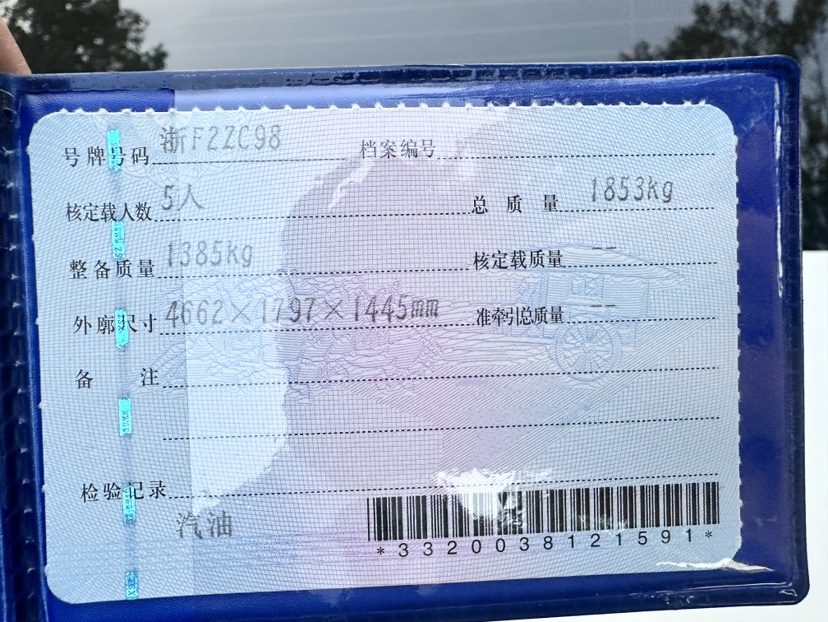 号牌号码 浙F2ZC98 档案编号
核定载人数 5人 总质量 1853kg
整备质量 1385kg 核定载质量 --
外廓尺寸 4662×1797×1445mm 准牵引总质量 --
备注
检验记录
汽油
*3320038121591*